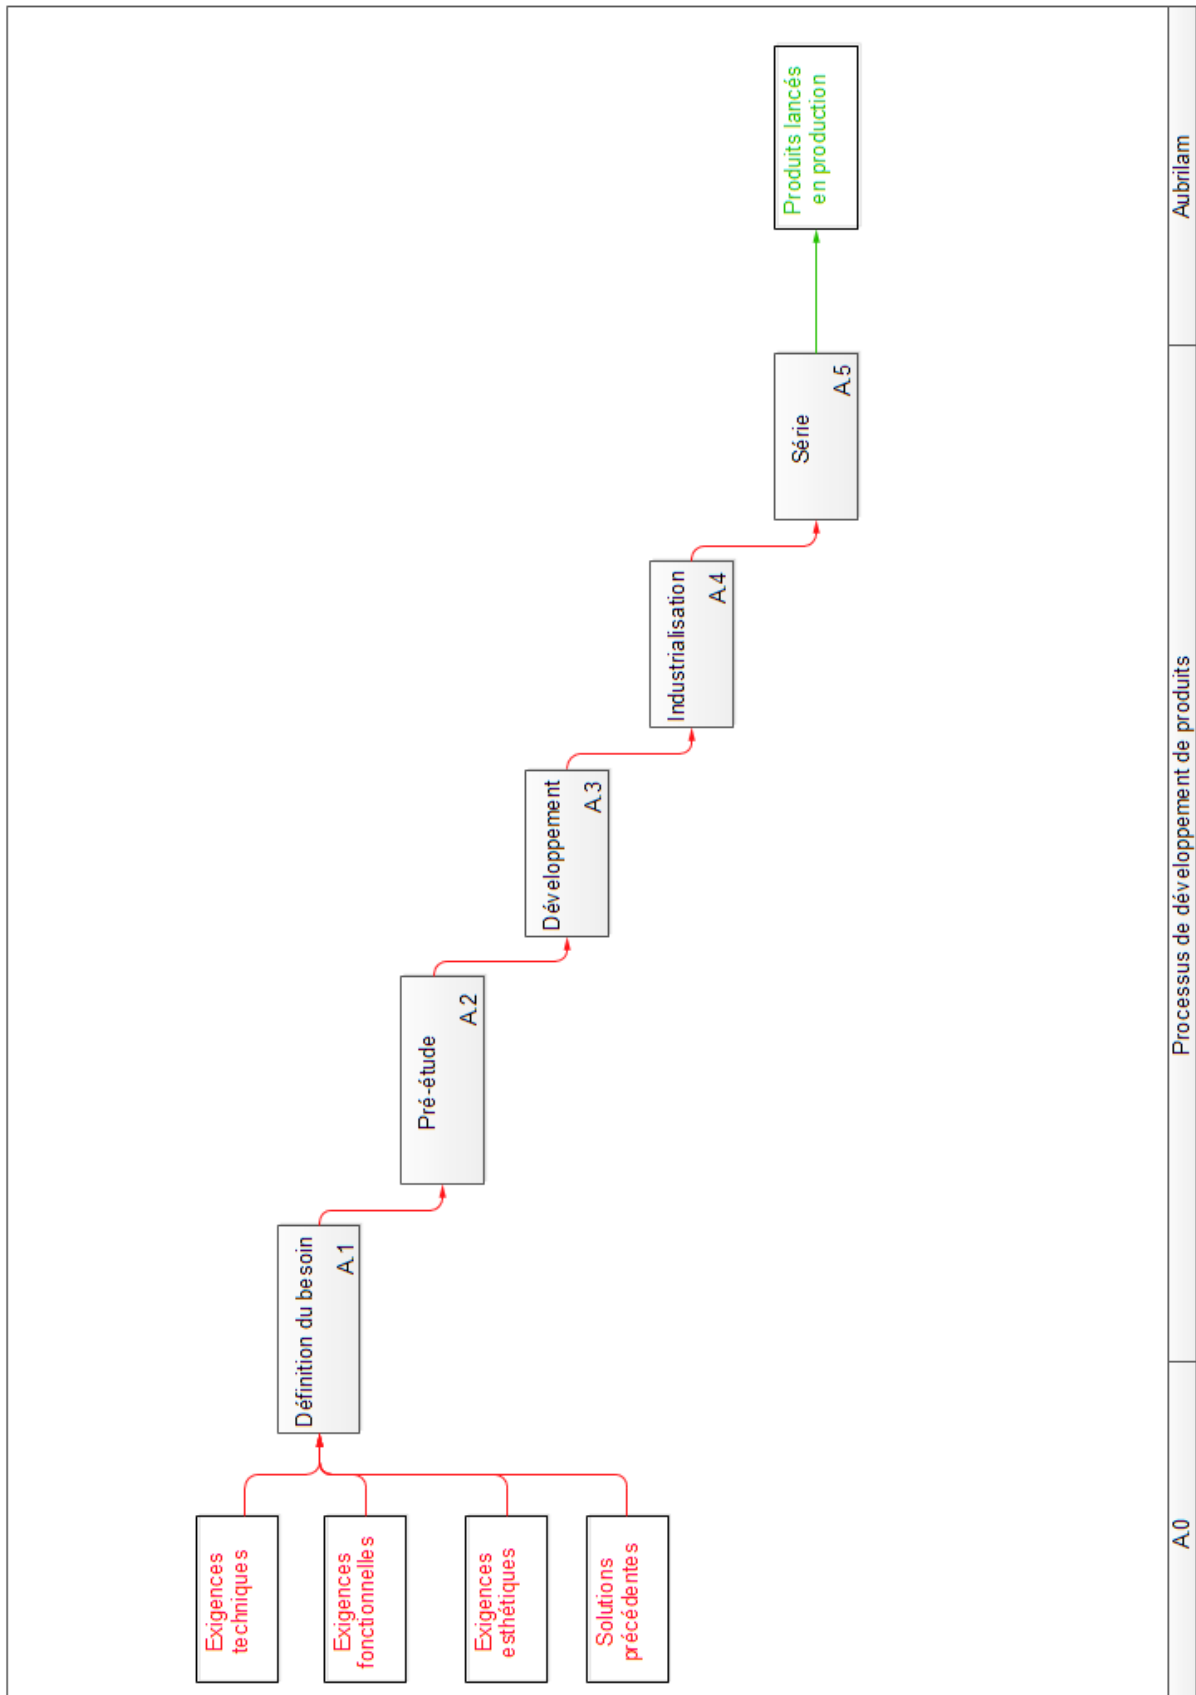 Exigences
techniques
Exigences
fonctionnelles
Exigences
esthétiques
Solutions
précédentes
Définition du besoin
A.1
Pré-étude
A.2
Développement
A.3
Industrialisation
A.4
Série
A.5
Produits lancés
en production
A.0
Processus de développement de produits
Aubrilam